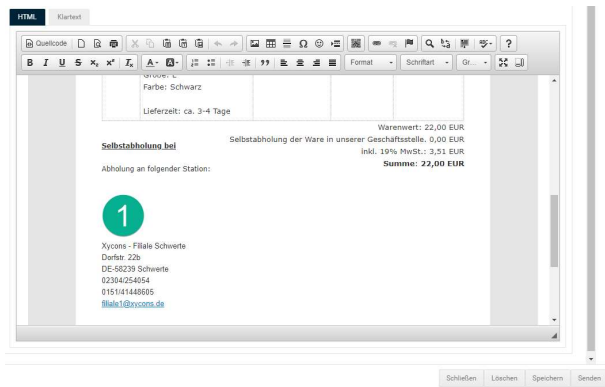 HTML Klartext
Quellcode
B I U S x₂ x² Iₓ A A Format Schriftart Gr... 
Größe: L
Farbe: Schwarz
Lieferzeit: ca. 3-4 Tage
Warenwert: 22,00 EUR
Selbstabholung der Ware in unserer Geschäftsstelle. 0,00 EUR
inkl. 19% MwSt.: 3,51 EUR
Summe: 22,00 EUR
Selbstabholung bei
Abholung an folgender Station:
1
Xycons - Filiale Schwerte
Dorfstr. 22b
DE-58239 Schwerte
02304/254054
0151/41448605
filiale1@xycons.de
Schließen Löschen Speichern Senden